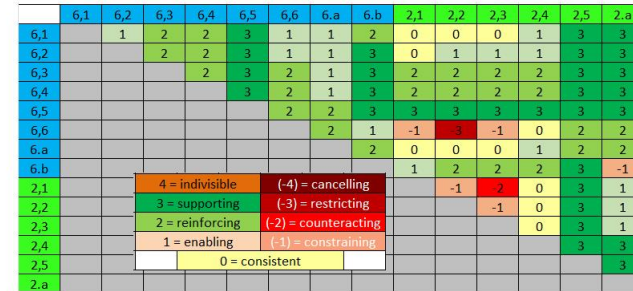 6,1 6,2 6,3 6,4 6,5 6,6 6.a 6.b 2,1 2,2 2,3 2,4 2,5 2.a
6,1 1 2 2 3 1 1 2 0 0 0 1 3 3
6,2 2 2 3 1 1 3 0 1 1 1 3 3
6,3 2 3 2 1 3 2 2 2 2 3 3
6,4 3 2 1 3 2 2 2 2 3 3
6,5 2 2 3 3 3 3 3 3 3
6,6 2 1 -1 -3 -1 0 2 2
6.a 2 0 0 0 1 2 2
6.b 1 2 2 2 3 -1
2,1 4 = indivisible (-4) = cancelling -1 -2 0 3 1
2,2 3 = supporting (-3) = restricting -1 0 3 1
2,3 2 = reinforcing (-2) = counteracting 0 3 1
2,4 1 = enabling (-1) = constraining 3 3
2,5 0 = consistent 3
2.a